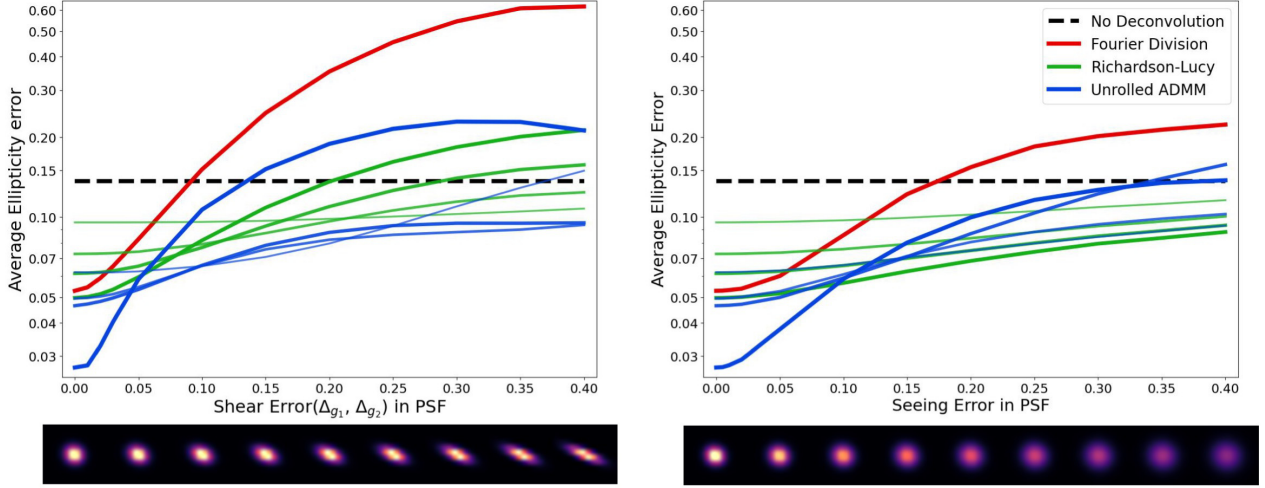 0.60
0.50
0.40
0.30
0.20
0.15
0.10
0.07
0.05
0.04
0.03
Average Ellipticity error
0.00 0.05 0.10 0.15 0.20 0.25 0.30 0.35 0.40
Shear Error(Δg₁, Δg₂) in PSF
0.60
0.50
0.40
0.30
0.20
0.15
0.10
0.07
0.05
0.04
0.03
Average Ellipticity Error
No Deconvolution
Fourier Division
Richardson-Lucy
Unrolled ADMM
0.00 0.05 0.10 0.15 0.20 0.25 0.30 0.35 0.40
Seeing Error in PSF